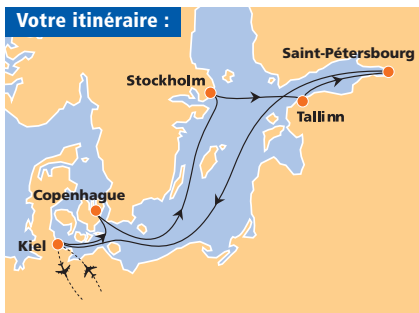 Votre itinéraire :
Saint-Pétersbourg
Stockholm
Tallinn
Copenhague
Kiel